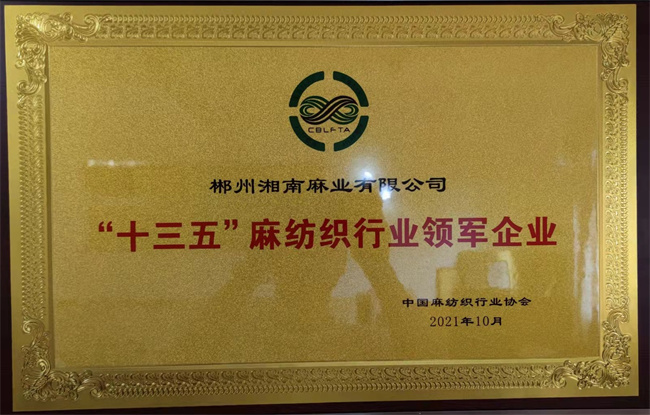 CBLFTA
郴州湘南麻业有限公司
“十三五”麻纺织行业领军企业
中国麻纺织行业协会
2021年10月